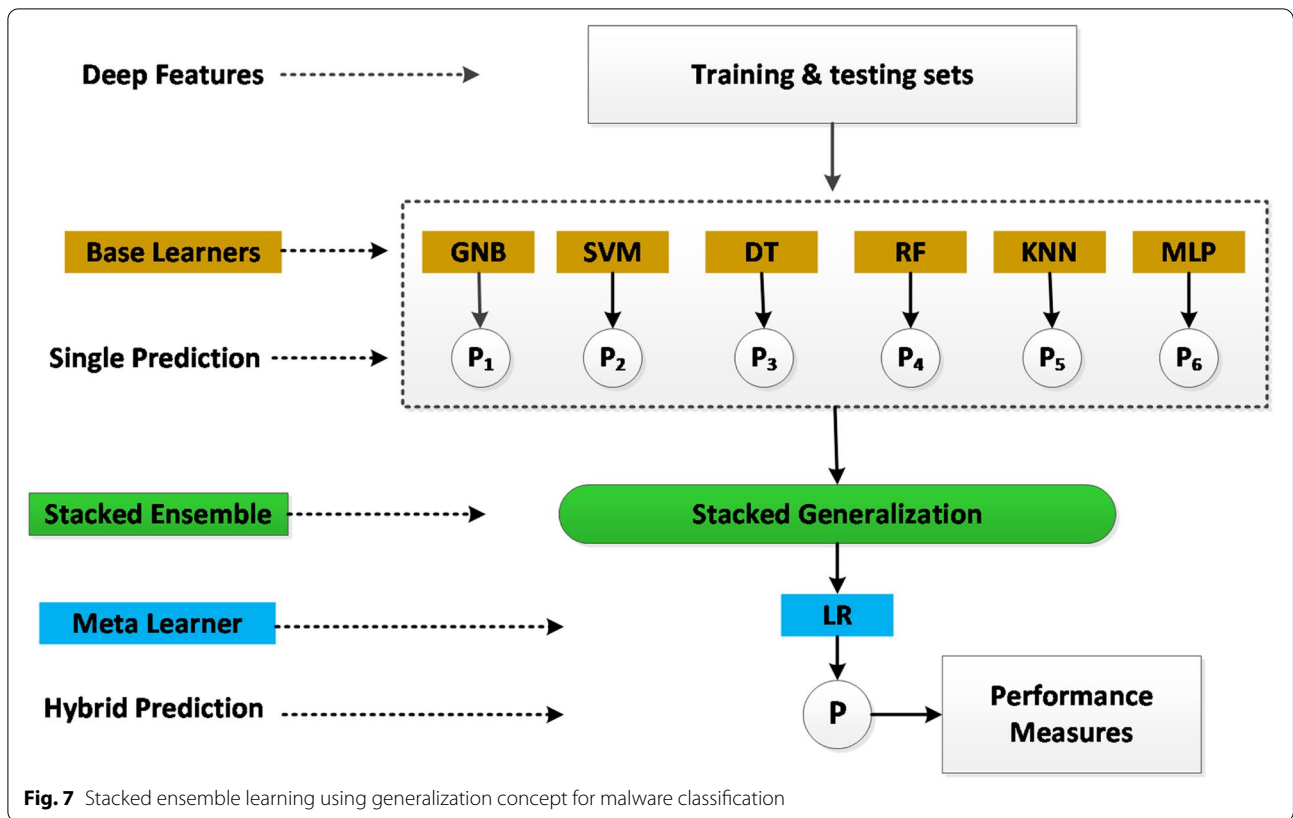 Deep Features
Training & testing sets
Base Learners
GNB
SVM
DT
RF
KNN
MLP
Single Prediction
P1
P2
P3
P4
P5
P6
Stacked Ensemble
Stacked Generalization
Meta Learner
LR
Hybrid Prediction
P
Performance
Measures
Fig. 7 Stacked ensemble learning using generalization concept for malware classification